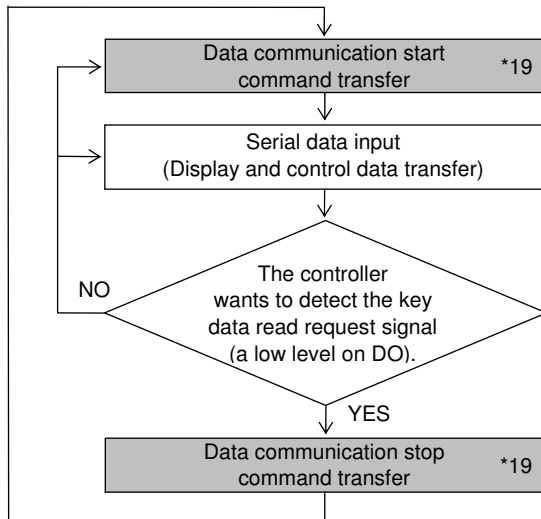 Data communication start
command transfer
*19
Serial data input
(Display and control data transfer)
The controller
wants to detect the key
data read request signal
(a low level on DO).
NO
YES
Data communication stop
command transfer
*19